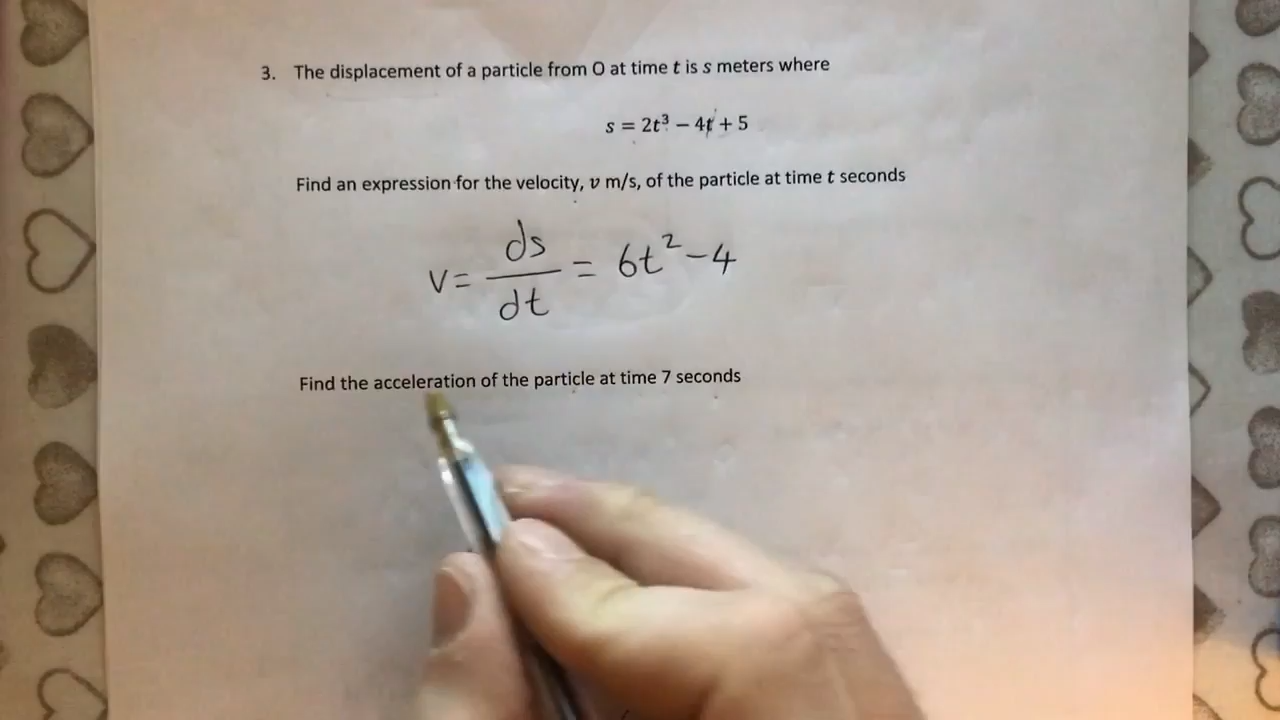 3. The displacement of a particle from O at time t is s meters where
s = 2t³ − 4t + 5
Find an expression for the velocity, v m/s, of the particle at time t seconds
v = ds/dt = 6t² − 4
Find the acceleration of the particle at time 7 seconds